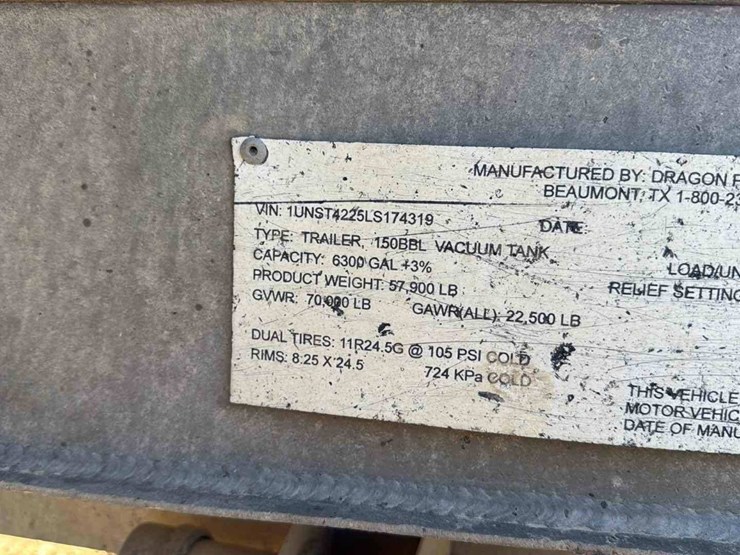 MANUFACTURED BY: DRAGON
BEAUMONT, TX 1-800-23
VIN: 1UNST4225LS174319
DATE:
TYPE: TRAILER, 150BBL VACUUM TANK
CAPACITY: 6300 GAL +3%
LOAD/UN
PRODUCT WEIGHT: 57,900 LB
RELIEF SETTING
GVWR: 70,000 LB GAWR(ALL): 22,500 LB
DUAL TIRES: 11R24.5G @ 105 PSI COLD
RIMS: 8.25 X 24.5 724 KPa COLD
THIS VEHICLE
MOTOR VEHIC
DATE OF MANU